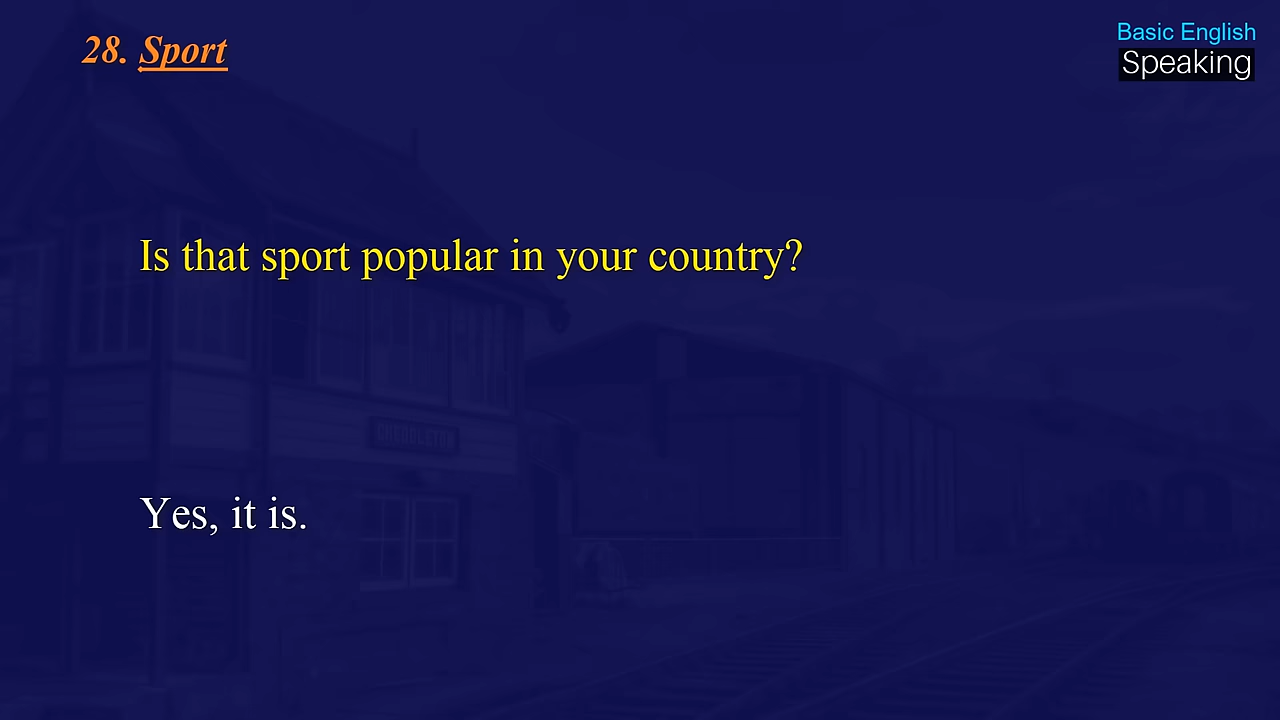 28. Sport
Basic English
Speaking
Is that sport popular in your country?
Yes, it is.